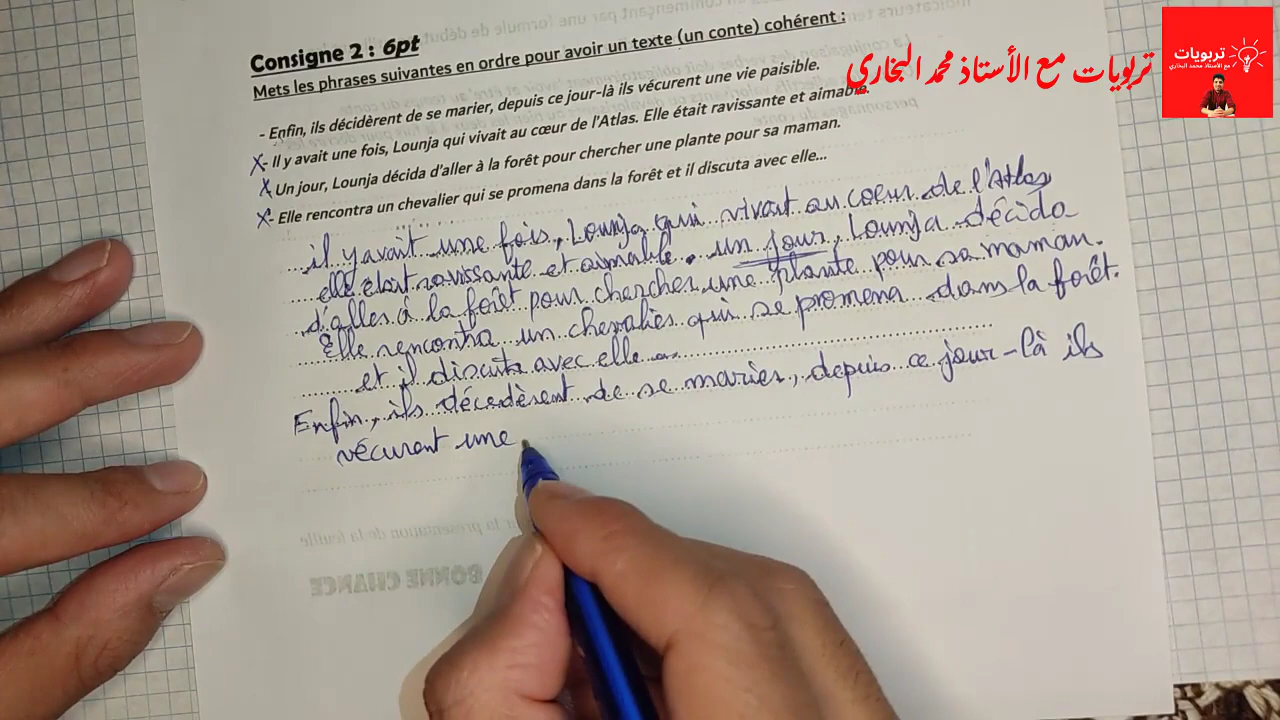 Consigne 2 : 6pt
Mets les phrases suivantes en ordre pour avoir un texte (un conte) cohérent :
- Enfin, ils décidèrent de se marier, depuis ce jour-là ils vécurent une vie paisible.
X- Il y avait une fois, Lounja qui vivait au cœur de l'Atlas. Elle était ravissante et aimable.
X Un jour, Lounja décida d'aller à la forêt pour chercher une plante pour sa maman.
X- Elle rencontra un chevalier qui se promena dans la forêt et il discuta avec elle...
il y avait une fois, Lounja qui vivait au coeur de l'Atlas
elle était ravissante et aimable. un jour, Lounja décida
d'aller à la forêt pour chercher une plante pour sa maman.
Elle rencontra un chevalier qui se promena dans la forêt.
et il discuta avec elle...
Enfin, ils décedèrent de se marier, depuis ce jour-là ils
vécurent une
BONNE CHANCE
تربويات مع الأستاذ محمد البخاري
تربويات
مع الأستاذ محمد البخاري